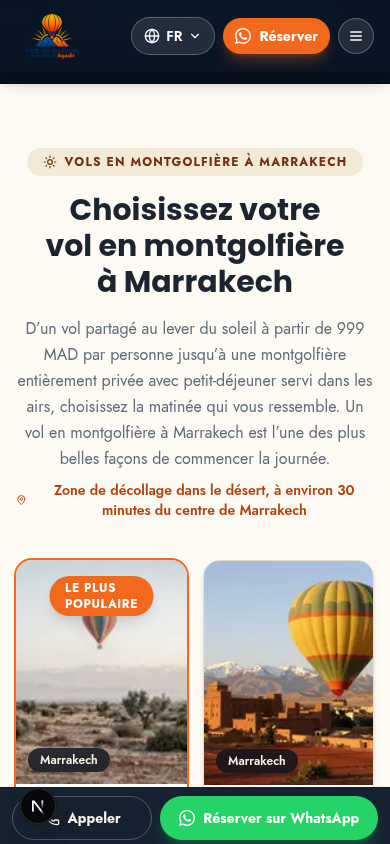 Agadir
FR
Réserver
VOLS EN MONTGOLFIÈRE À MARRAKECH
Choisissez votre
vol en montgolfière
à Marrakech
D’un vol partagé au lever du soleil à partir de 999
MAD par personne jusqu’à une montgolfière
entièrement privée avec petit-déjeuner servi dans les
airs, choisissez la matinée qui vous ressemble. Un
vol en montgolfière à Marrakech est l’une des plus
belles façons de commencer la journée.
Zone de décollage dans le désert, à environ 30
minutes du centre de Marrakech
LE PLUS
POPULAIRE
Marrakech
Marrakech
N
Appeler
Réserver sur WhatsApp